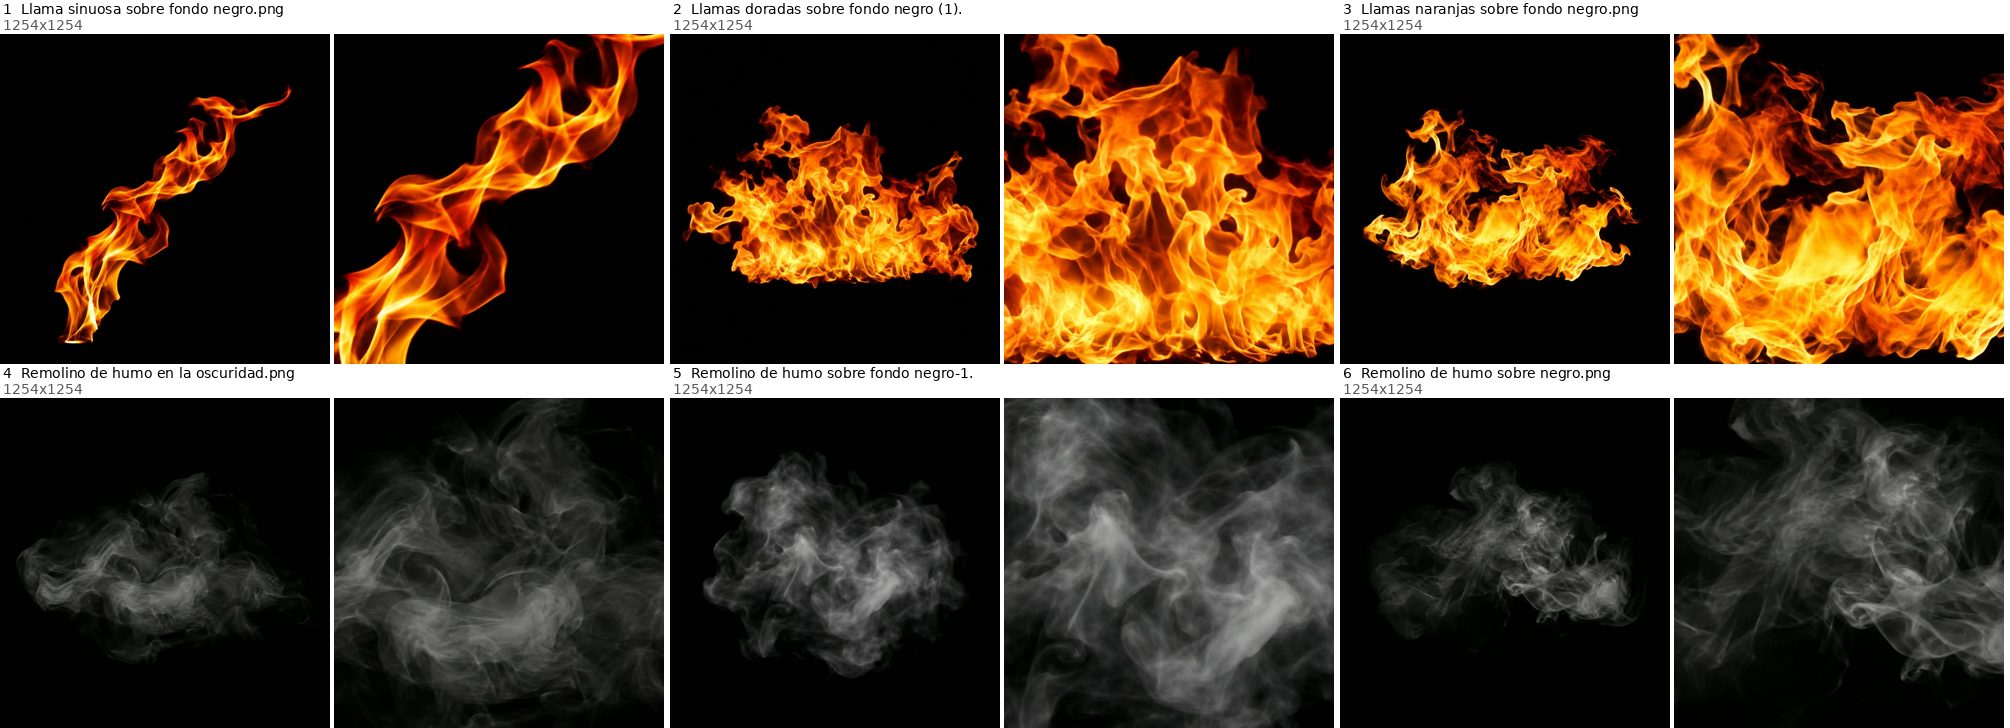 1 Llama sinuosa sobre fondo negro.png
1254x1254
2 Llamas doradas sobre fondo negro (1).
1254x1254
3 Llamas naranjas sobre fondo negro.png
1254x1254
4 Remolino de humo en la oscuridad.png
1254x1254
5 Remolino de humo sobre fondo negro-1.
1254x1254
6 Remolino de humo sobre negro.png
1254x1254